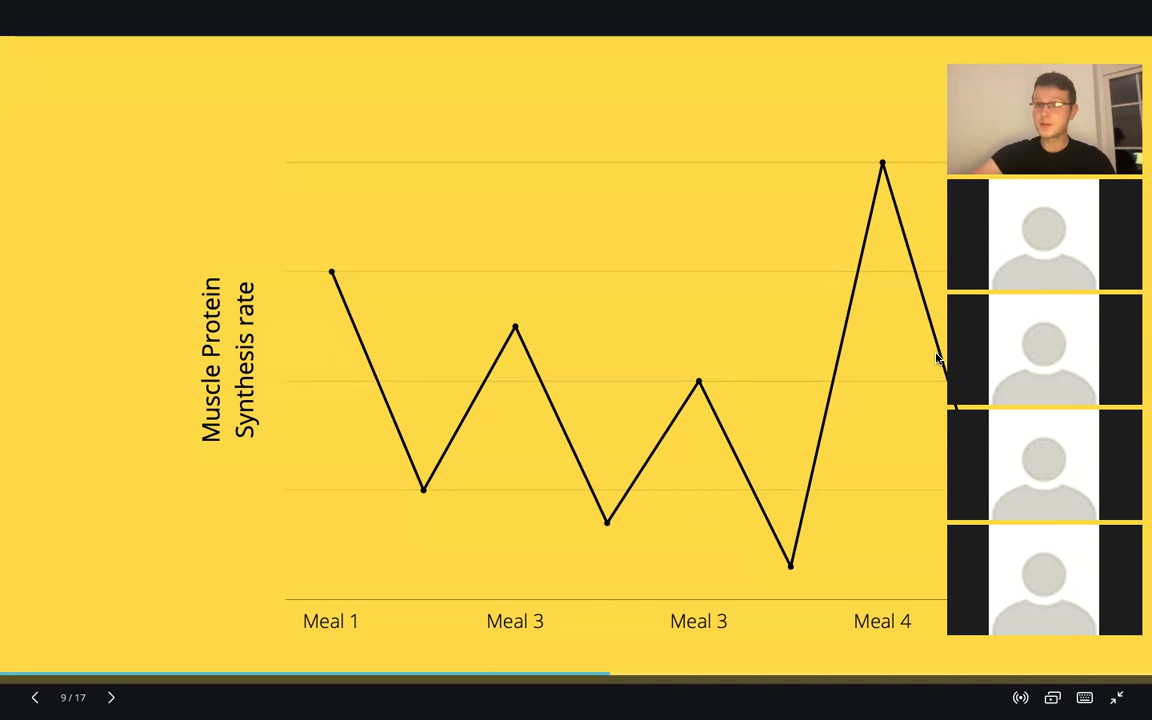 Muscle Protein
Synthesis rate
Meal 1
Meal 3
Meal 3
Meal 4
9 / 17